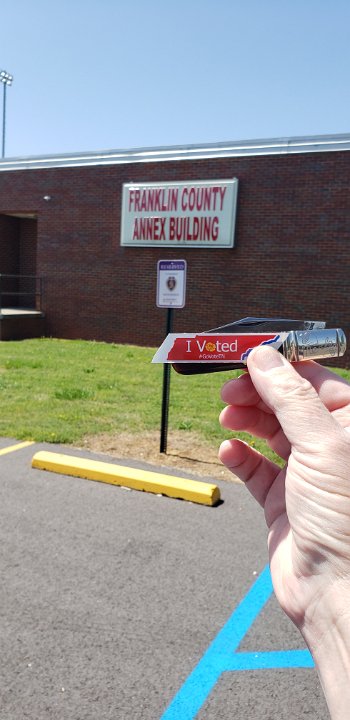 FRANKLIN COUNTY
ANNEX BUILDING
I Voted
#GoVoteTN